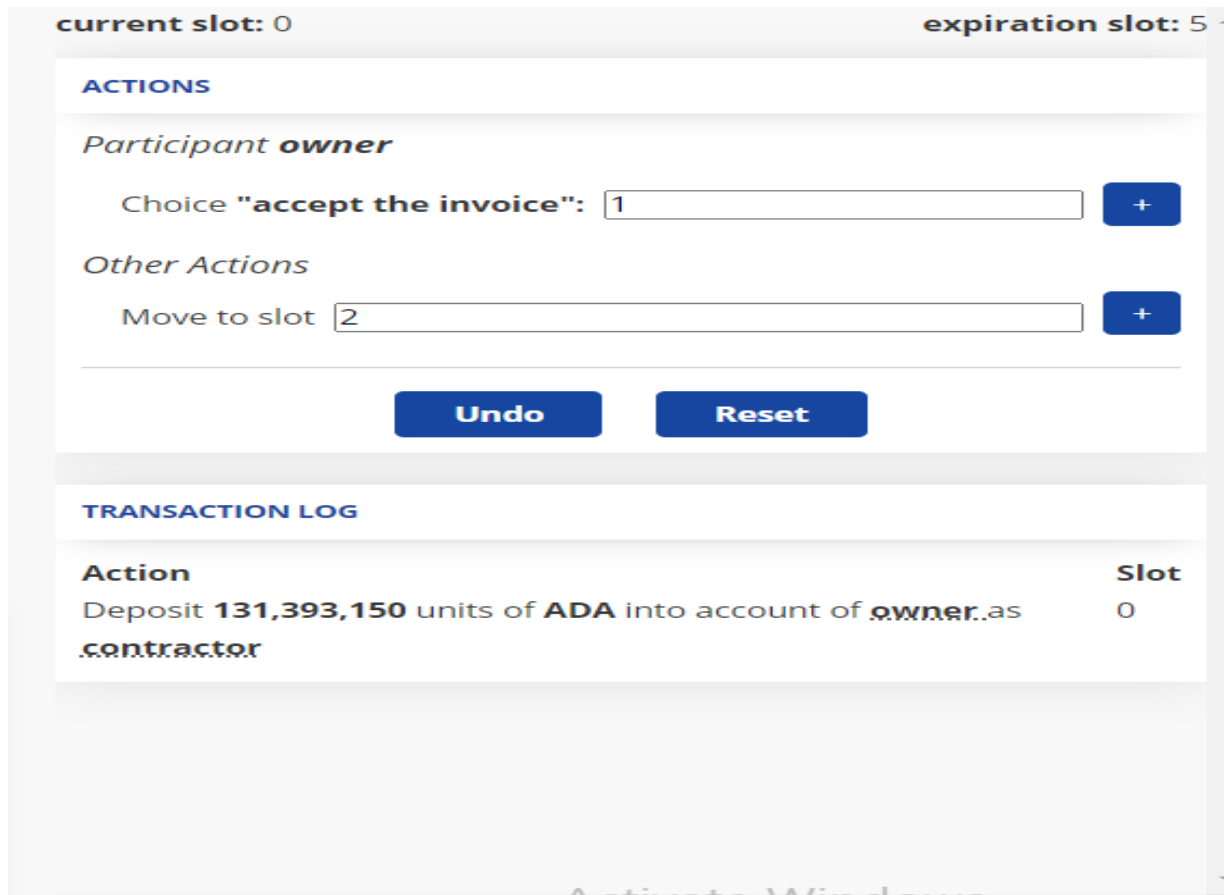 current slot: 0 expiration slot: 5
ACTIONS
Participant owner
Choice "accept the invoice": 1 +
Other Actions
Move to slot 2 +
Undo Reset
TRANSACTION LOG
Action Slot
Deposit 131,393,150 units of ADA into account of owner as 0
contractor